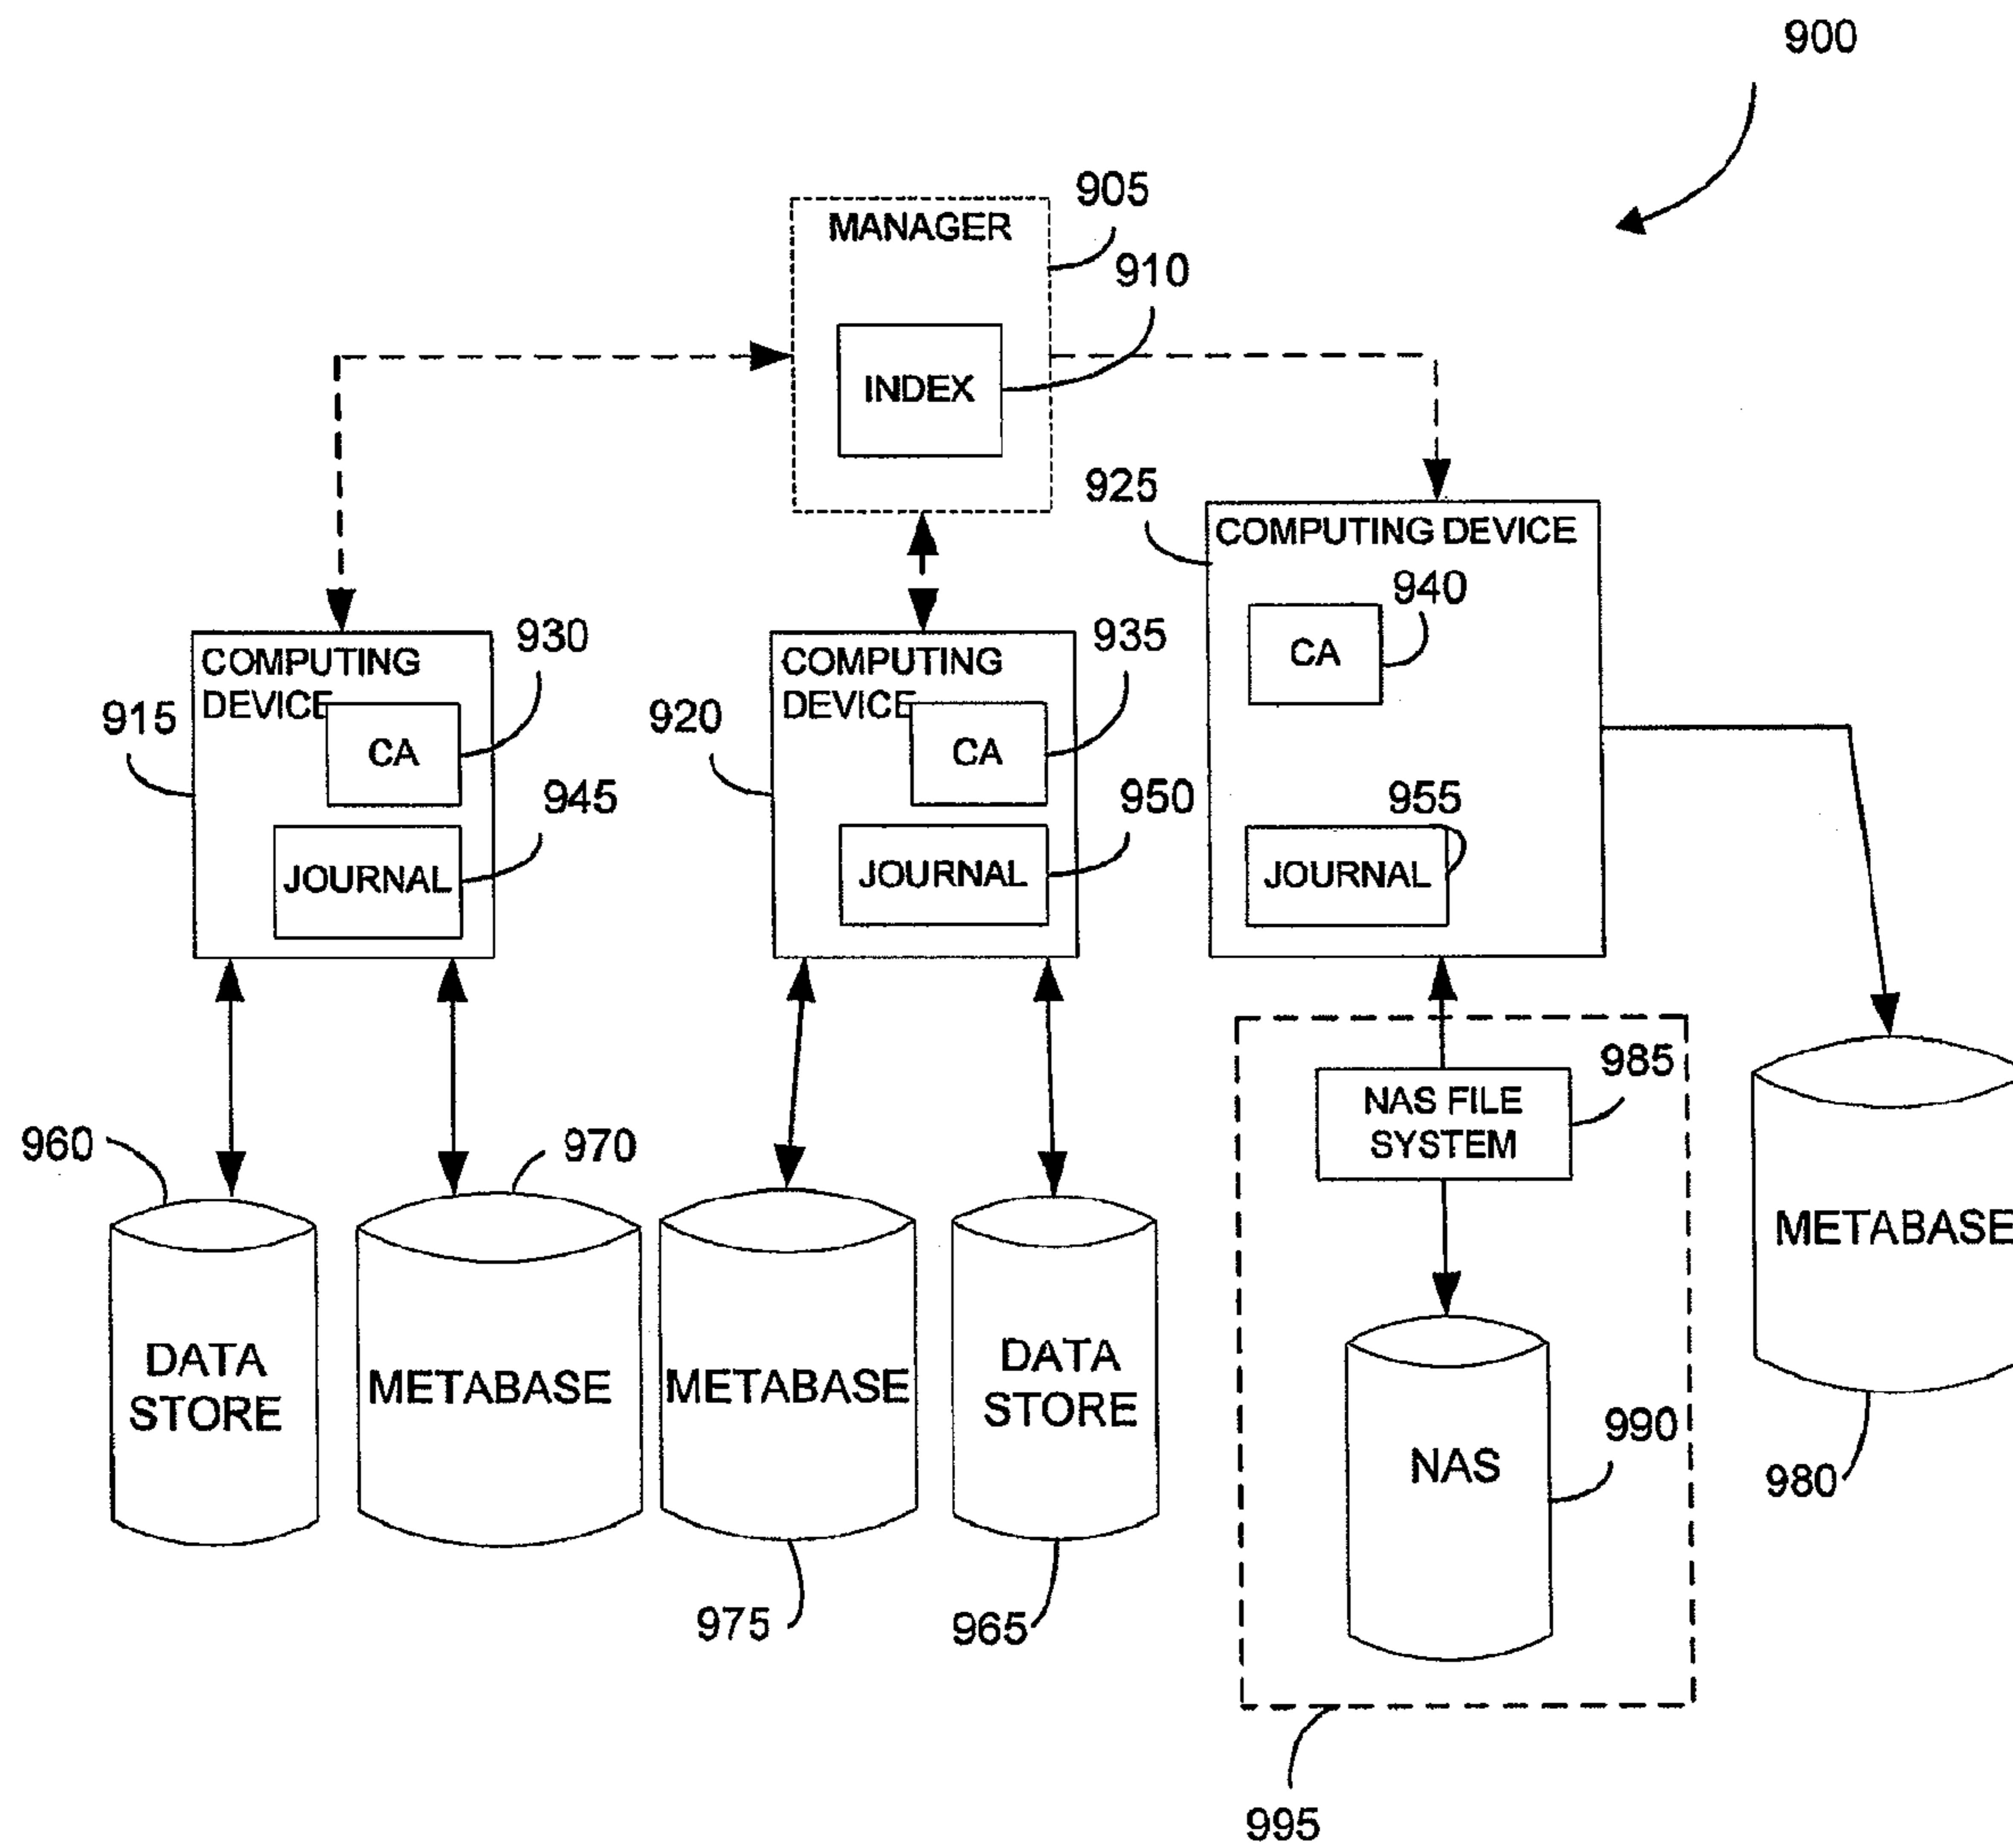 900
905
MANAGER
910
INDEX
925
COMPUTING DEVICE
940
CA
930
935
COMPUTING
DEVICE
COMPUTING
DEVICE
915
920
CA
CA
945
950
955
JOURNAL
JOURNAL
JOURNAL
985
NAS FILE
SYSTEM
960
970
METABASE
DATA
STORE
METABASE
METABASE
DATA
STORE
990
NAS
980
975
965
995